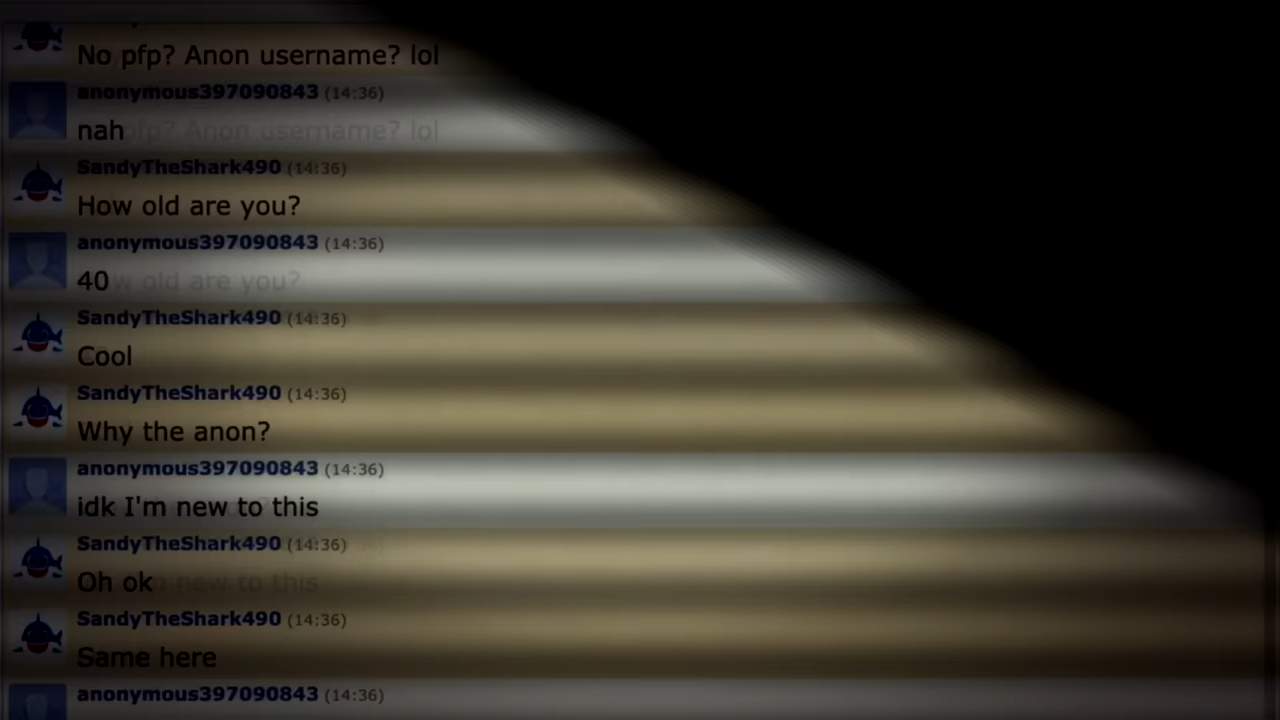 No pfp? Anon username? lol
anonymous397090843 (14:36)
nah
SandyTheShark490 (14:36)
How old are you?
anonymous397090843 (14:36)
40
SandyTheShark490 (14:36)
Cool
SandyTheShark490 (14:36)
Why the anon?
anonymous397090843 (14:36)
idk I'm new to this
SandyTheShark490 (14:36)
Oh ok
SandyTheShark490 (14:36)
Same here
anonymous397090843 (14:36)